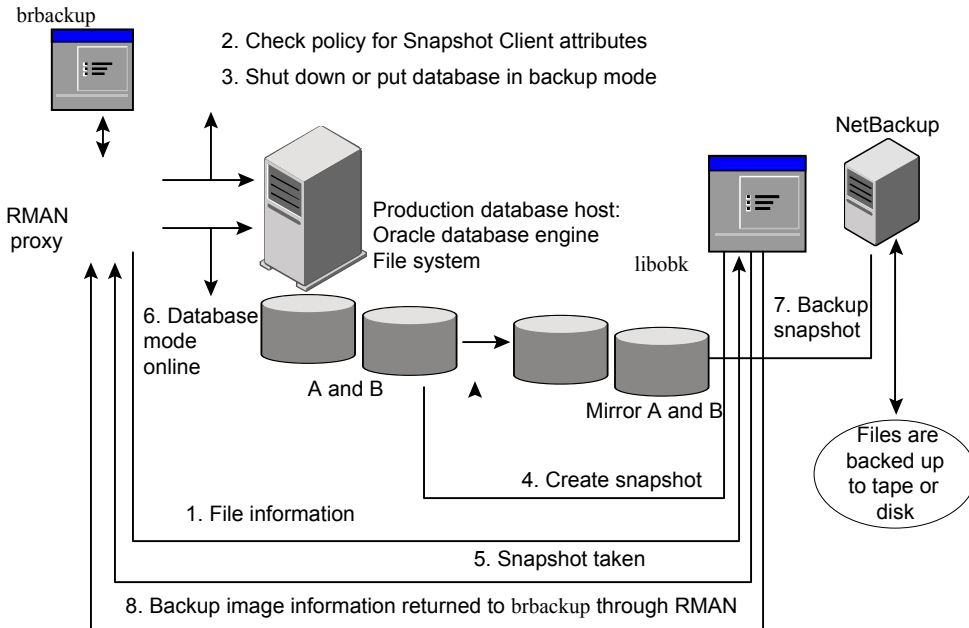 brbackup
2. Check policy for Snapshot Client attributes
3. Shut down or put database in backup mode
NetBackup
RMAN
proxy
Production database host:
Oracle database engine
File system
libobk
6. Database
mode
online
7. Backup
snapshot
A and B
Mirror A and B
Files are
backed up
to tape or
disk
4. Create snapshot
1. File information
5. Snapshot taken
8. Backup image information returned to brbackup through RMAN